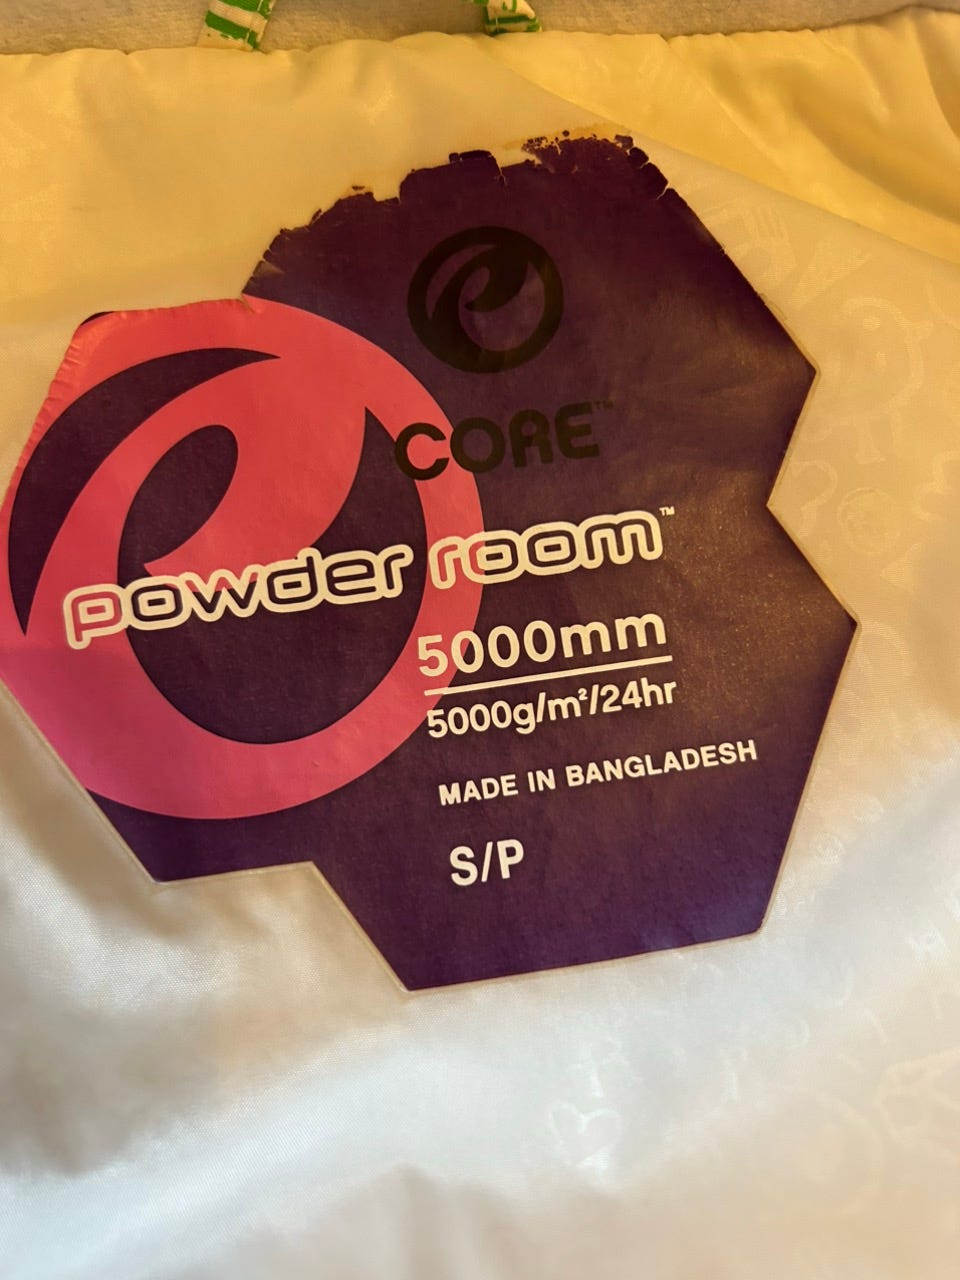 CORE™
powder room™
5000mm
5000g/m²/24hr
MADE IN BANGLADESH
S/P